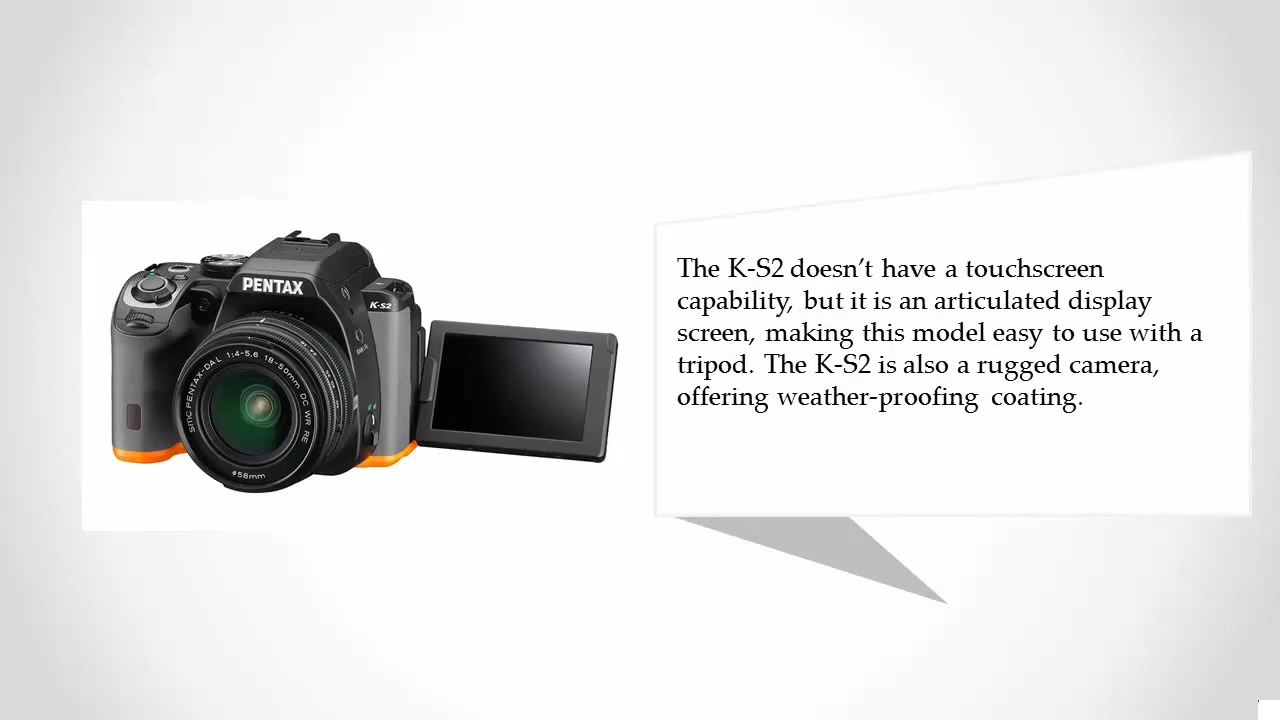 PENTAX
K-S2
smc PENTAX-DA L 1:4-5.6 18-50mm DC WR RE
ø58mm
The K-S2 doesn’t have a touchscreen
capability, but it is an articulated display
screen, making this model easy to use with a
tripod. The K-S2 is also a rugged camera,
offering weather-proofing coating.